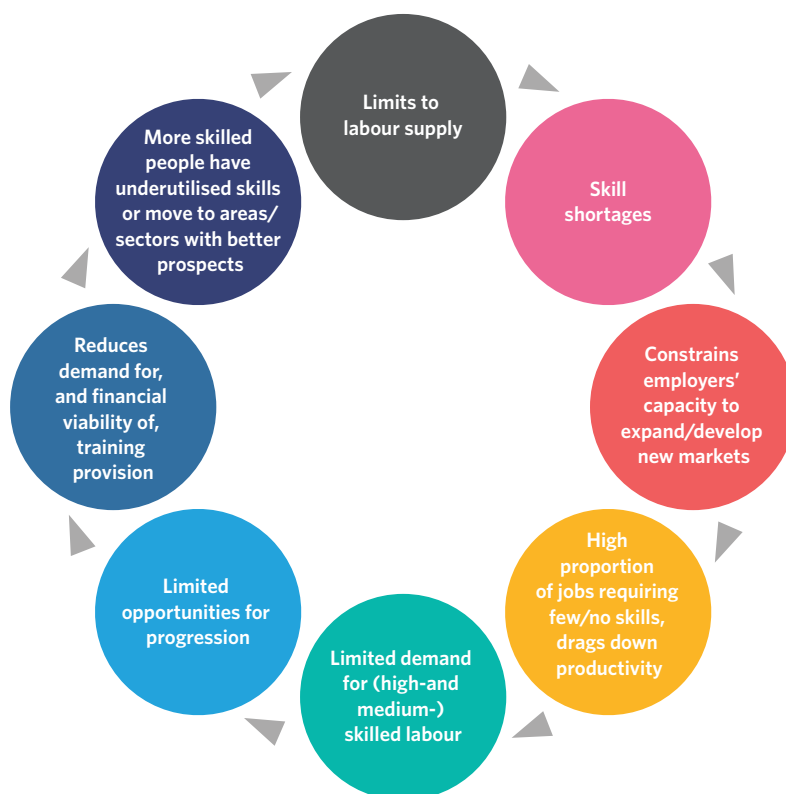 Limits to
labour supply
Skill
shortages
Constrains
employers’
capacity to
expand/develop
new markets
High
proportion
of jobs requiring
few/no skills,
drags down
productivity
Limited demand
for (high-and
medium-)
skilled labour
Limited
opportunities for
progression
Reduces
demand for,
and financial
viability of,
training
provision
More skilled
people have
underutilised skills
or move to areas/
sectors with better
prospects